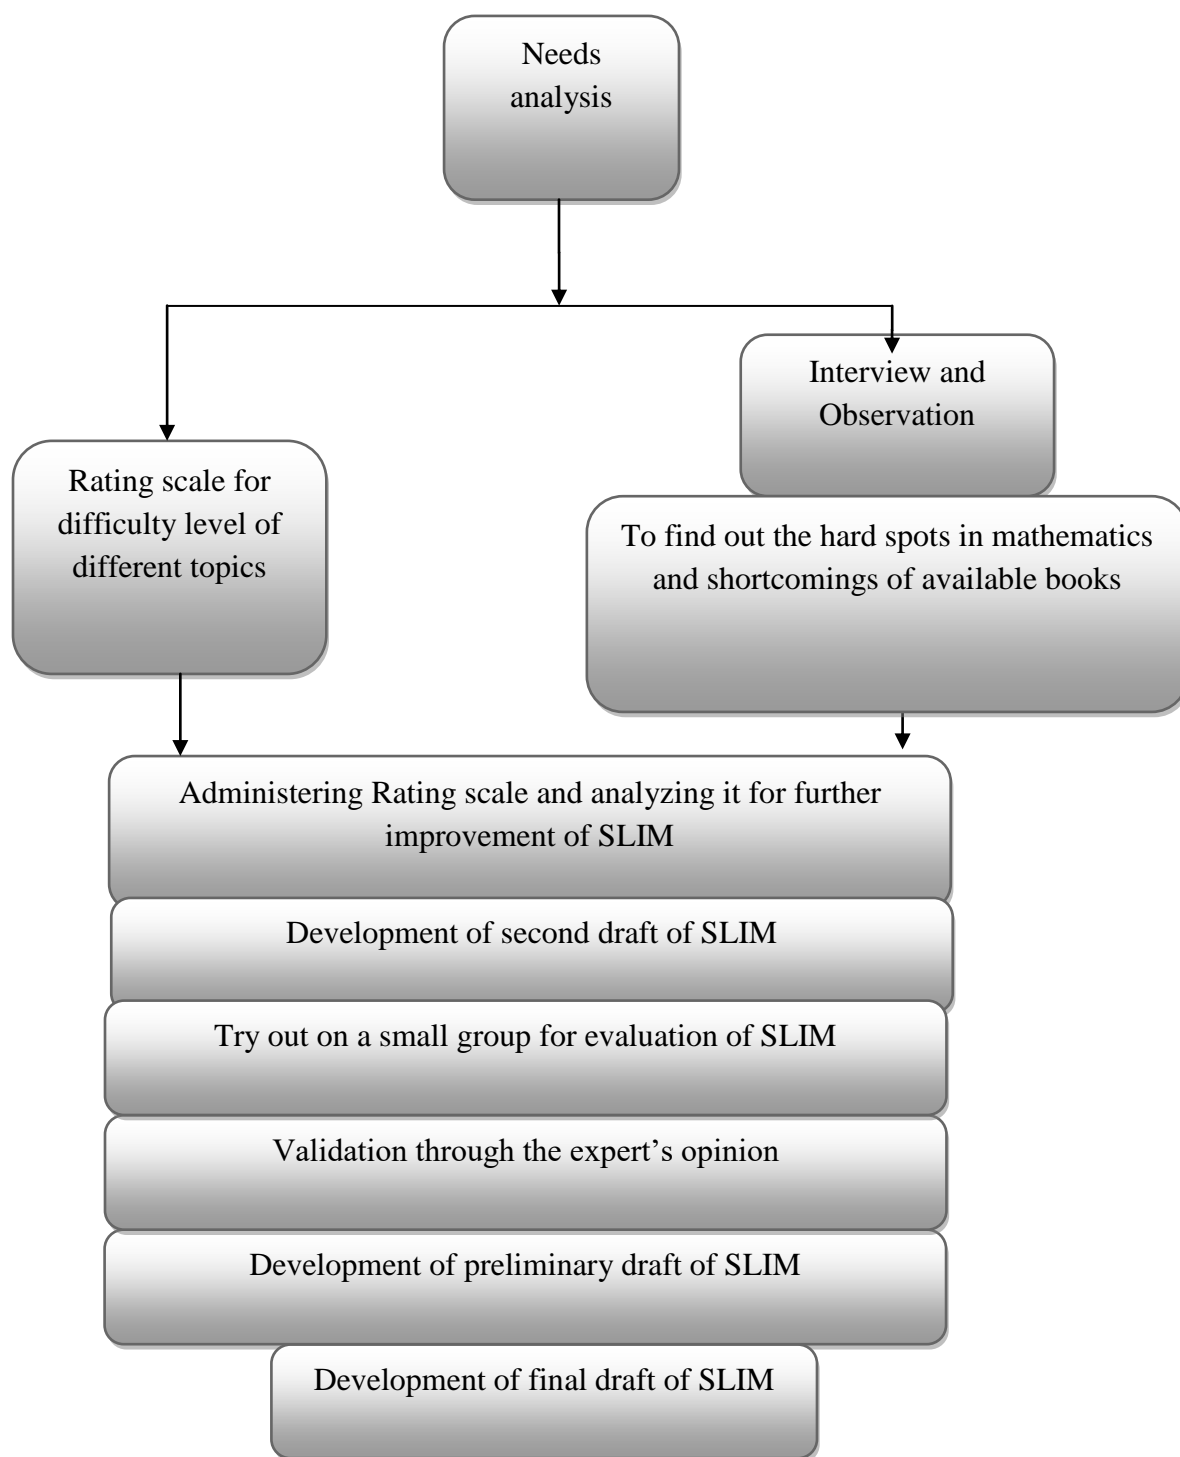 Needs
analysis
Interview and
Observation
Rating scale for
difficulty level of
different topics
To find out the hard spots in mathematics
and shortcomings of available books
Administering Rating scale and analyzing it for further
improvement of SLIM
Development of second draft of SLIM
Try out on a small group for evaluation of SLIM
Validation through the expert’s opinion
Development of preliminary draft of SLIM
Development of final draft of SLIM